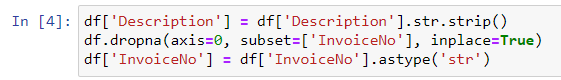 In [4]: df['Description'] = df['Description'].str.strip()
df.dropna(axis=0, subset=['InvoiceNo'], inplace=True)
df['InvoiceNo'] = df['InvoiceNo'].astype('str')